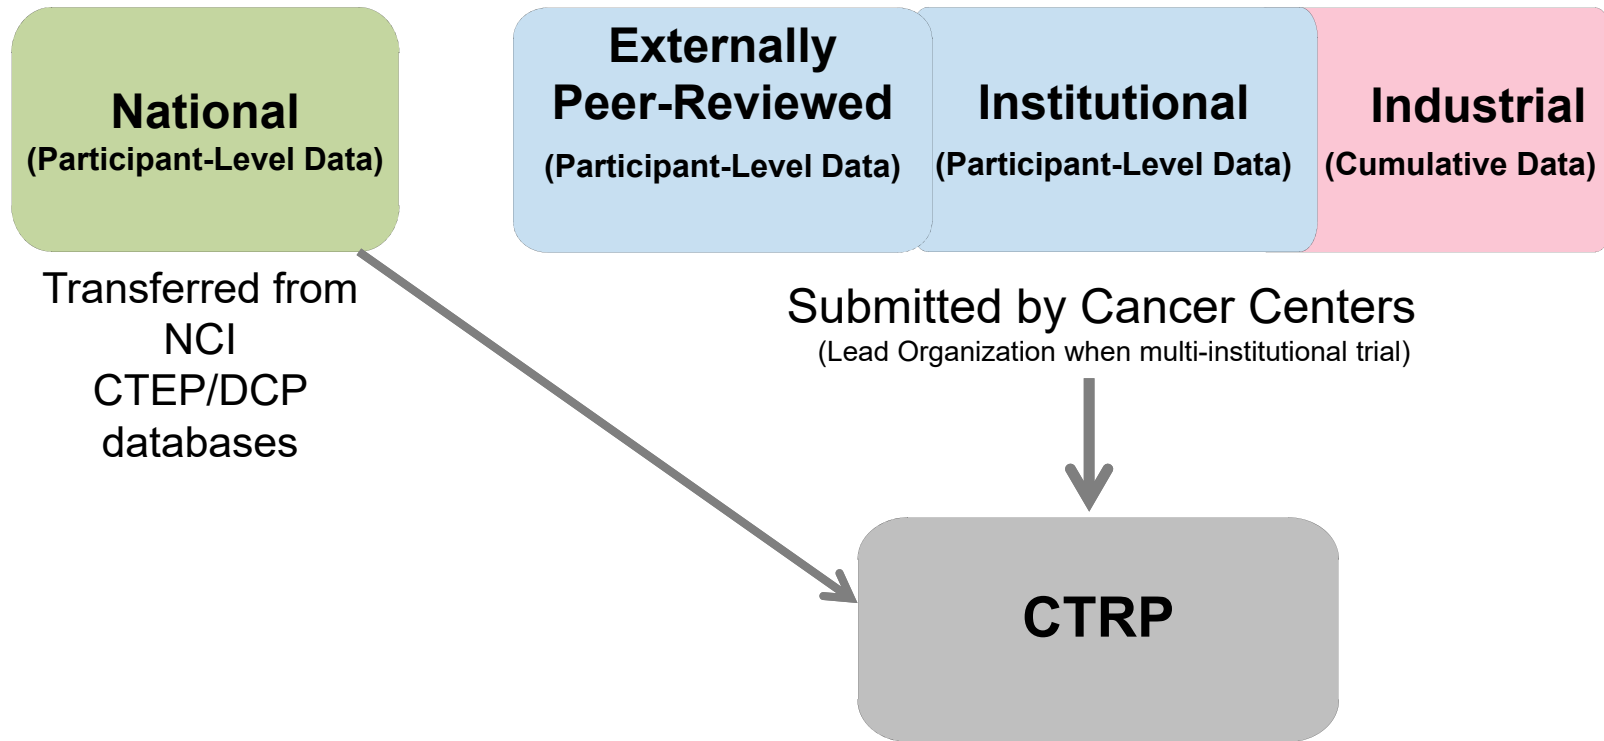 National
(Participant-Level Data)
Externally
Peer-Reviewed
(Participant-Level Data)
Institutional
(Participant-Level Data)
Industrial
(Cumulative Data)
Transferred from
NCI
CTEP/DCP
databases
Submitted by Cancer Centers
(Lead Organization when multi-institutional trial)
CTRP